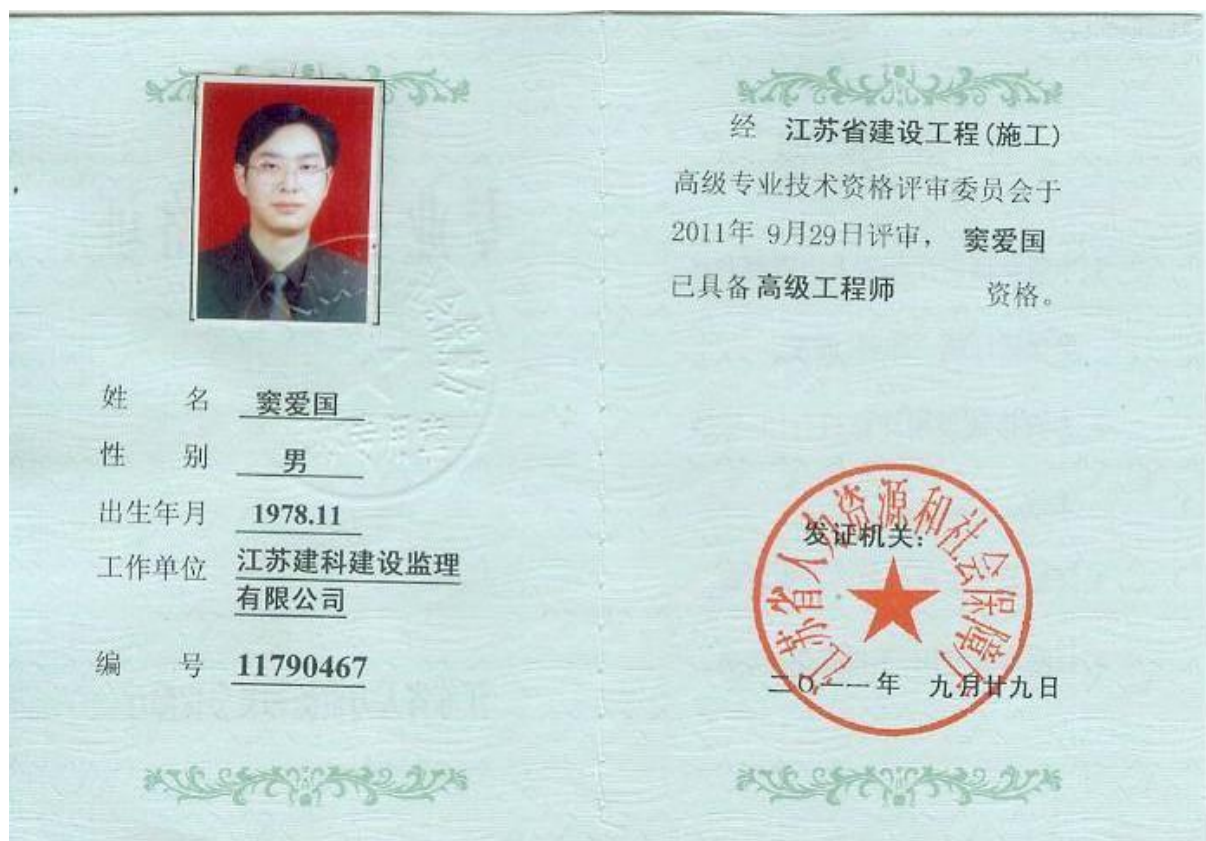 姓 名 窦爱国
性 别 男
出生年月 1978.11
工作单位 江苏建科建设监理
有限公司
编 号 11790467
经 江苏省建设工程(施工)
高级专业技术资格评审委员会于
2011年 9月29日评审， 窦爱国
已具备 高级工程师 资格。
江苏省人力资源和社会保障厅
发证机关：
二〇一一年 九月廿九日